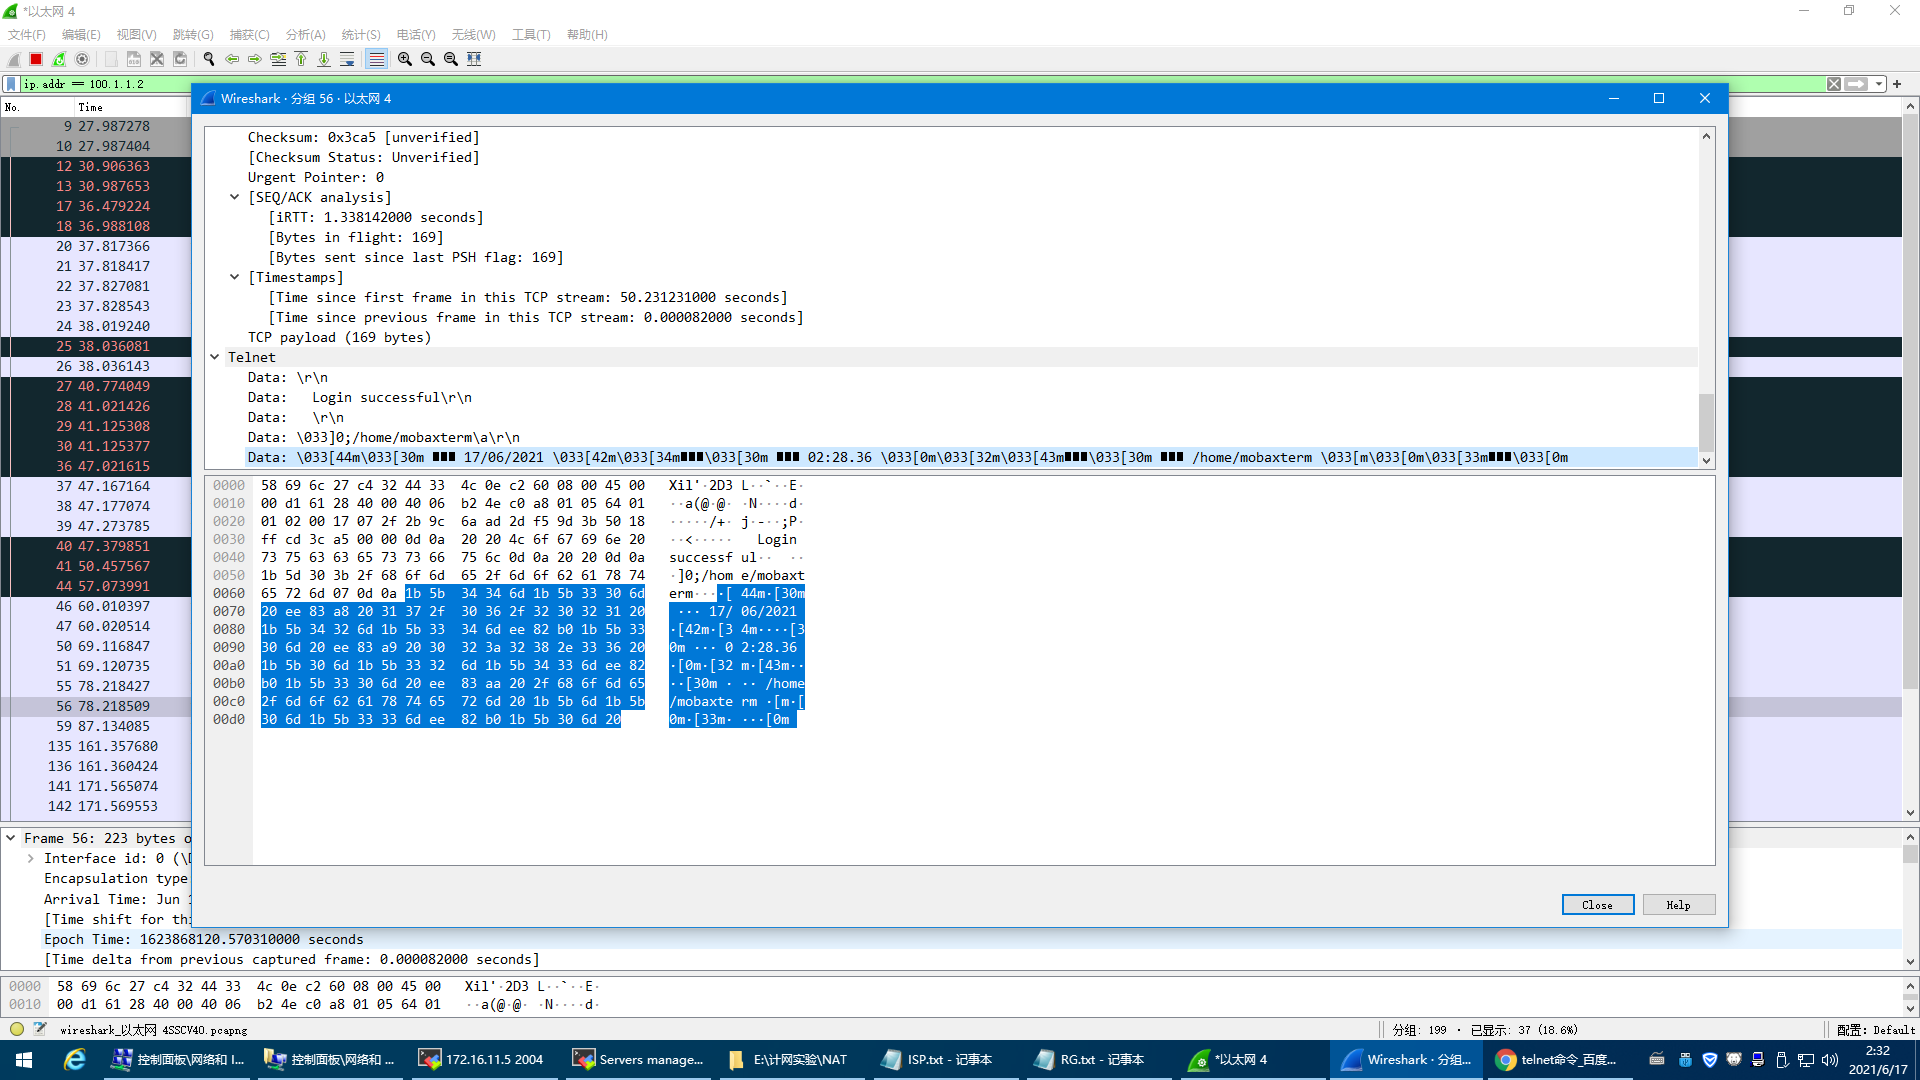 *以太网 4
文件(F) 编辑(E) 视图(V) 跳转(G) 捕获(C) 分析(A) 统计(S) 电话(Y) 无线(W) 工具(T) 帮助(H)
ip.addr == 100.1.1.2
No. Time
9 27.987278
10 27.987404
12 30.906363
13 30.987653
17 36.479224
18 36.988108
20 37.817366
21 37.818417
22 37.827081
23 37.828543
24 38.019240
25 38.036081
26 38.036143
27 40.774049
28 41.021426
29 41.125308
30 41.125377
36 47.021615
37 47.167164
38 47.177074
39 47.273785
40 47.379851
41 50.457567
44 57.073991
46 60.010397
47 60.020514
50 69.116847
51 69.120735
55 78.218427
56 78.218509
59 87.134085
135 161.357680
136 161.360424
141 171.565074
142 171.569553
Wireshark · 分组 56 · 以太网 4
Checksum: 0x3ca5 [unverified]
[Checksum Status: Unverified]
Urgent Pointer: 0
[SEQ/ACK analysis]
[iRTT: 1.338142000 seconds]
[Bytes in flight: 169]
[Bytes sent since last PSH flag: 169]
[Timestamps]
[Time since first frame in this TCP stream: 50.231231000 seconds]
[Time since previous frame in this TCP stream: 0.000082000 seconds]
TCP payload (169 bytes)
Telnet
Data: \r\n
Data:   Login successful\r\n
Data:   \r\n
Data: \033]0;/home/mobaxterm\a\r\n
Data: \033[44m\033[30m ■■■ 17/06/2021 \033[42m\033[34m■■■\033[30m ■■■ 02:28.36 \033[0m\033[32m\033[43m■■■\033[30m ■■■ /home/mobaxterm \033[m\033[0m\033[33m■■■\033[0m
0000 58 69 6c 27 c4 32 44 33 4c 0e c2 60 08 00 45 00 Xil'·2D3 L··`··E·
0010 00 d1 61 28 40 00 40 06 b2 4e c0 a8 01 05 64 01 ··a(@·@· ·N····d·
0020 01 02 00 17 07 2f 2b 9c 6a ad 2d f5 9d 3b 50 18 ·····/+· j·-··;P·
0030 ff cd 3c a5 00 00 0d 0a 20 20 4c 6f 67 69 6e 20 ··<·····   Login
0040 73 75 63 63 65 73 73 66 75 6c 0d 0a 20 20 0d 0a successf ul··  ··
0050 1b 5d 30 3b 2f 68 6f 6d 65 2f 6d 6f 62 61 78 74 ·]0;/hom e/mobaxt
0060 65 72 6d 07 0d 0a 1b 5b 34 34 6d 1b 5b 33 30 6d erm····[ 44m·[30m
0070 20 ee 83 a8 20 31 37 2f 30 36 2f 32 30 32 31 20 ··· 17/ 06/2021
0080 1b 5b 34 32 6d 1b 5b 33 34 6d ee 82 b0 1b 5b 33 ·[42m·[3 4m····[3
0090 30 6d 20 ee 83 a9 20 30 32 3a 32 38 2e 33 36 20 0m ··· 0 2:28.36
00a0 1b 5b 30 6d 1b 5b 33 32 6d 1b 5b 34 33 6d ee 82 ·[0m·[32 m·[43m··
00b0 b0 1b 5b 33 30 6d 20 ee 83 aa 20 2f 68 6f 6d 65 ··[30m · ·· /home
00c0 2f 6d 6f 62 61 78 74 65 72 6d 20 1b 5b 6d 1b 5b /mobaxte rm ·[m·[
00d0 30 6d 1b 5b 33 33 6d ee 82 b0 1b 5b 30 6d 20 0m·[33m· ···[0m
Close Help
Frame 56: 223 bytes o
Interface id: 0 (\
Encapsulation type
Arrival Time: Jun 1
[Time shift for thi
Epoch Time: 1623868120.570310000 seconds
[Time delta from previous captured frame: 0.000082000 seconds]
0000 58 69 6c 27 c4 32 44 33 4c 0e c2 60 08 00 45 00 Xil'·2D3 L··`··E·
0010 00 d1 61 28 40 00 40 06 b2 4e c0 a8 01 05 64 01 ··a(@·@· ·N····d·
wireshark_以太网 4SSCV40.pcapng 分组: 199 · 已显示: 37 (18.6%) 配置: Default
控制面板\网络和 I... 控制面板\网络和 ... 172.16.11.5 2004 Servers manage... E:\计网实验\NAT ISP.txt - 记事本 RG.txt - 记事本 *以太网 4 Wireshark · 分组... telnet命令_百度...
2:32
2021/6/17